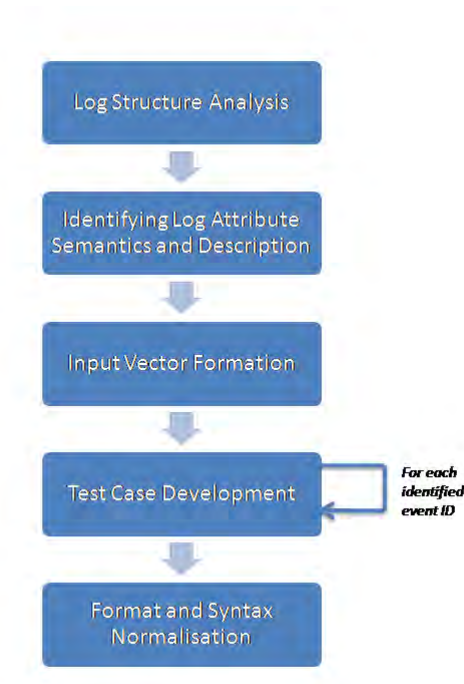 Log Structure Analysis
Identifying Log Attribute
Semantics and Description
Input Vector Formation
Test Case Development
For each
identified
event ID
Format and Syntax
Normalisation